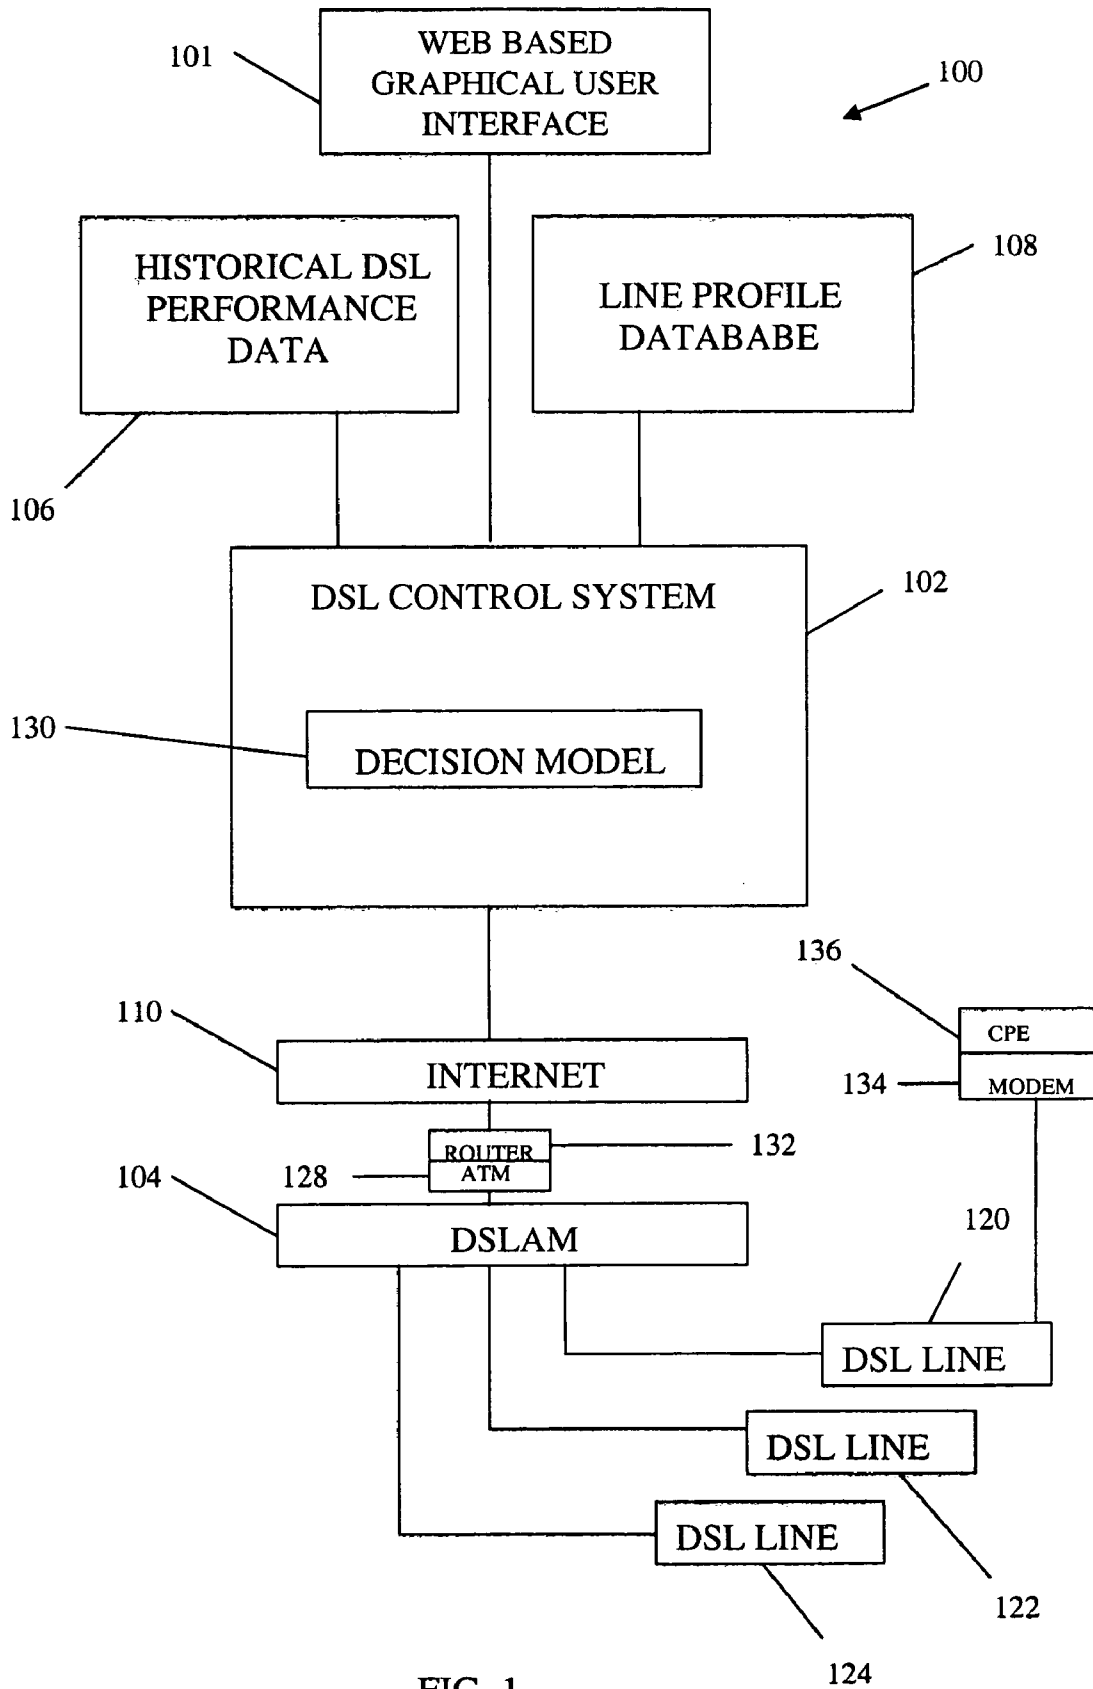 WEB BASED
GRAPHICAL USER
INTERFACE
101
100
HISTORICAL DSL
PERFORMANCE
DATA
LINE PROFILE
DATABABE
108
106
DSL CONTROL SYSTEM
102
130
DECISION MODEL
136
110
CPE
INTERNET
134
MODEM
ROUTER
132
128
ATM
104
DSLAM
120
DSL LINE
DSL LINE
DSL LINE
122
124
FIG. 1